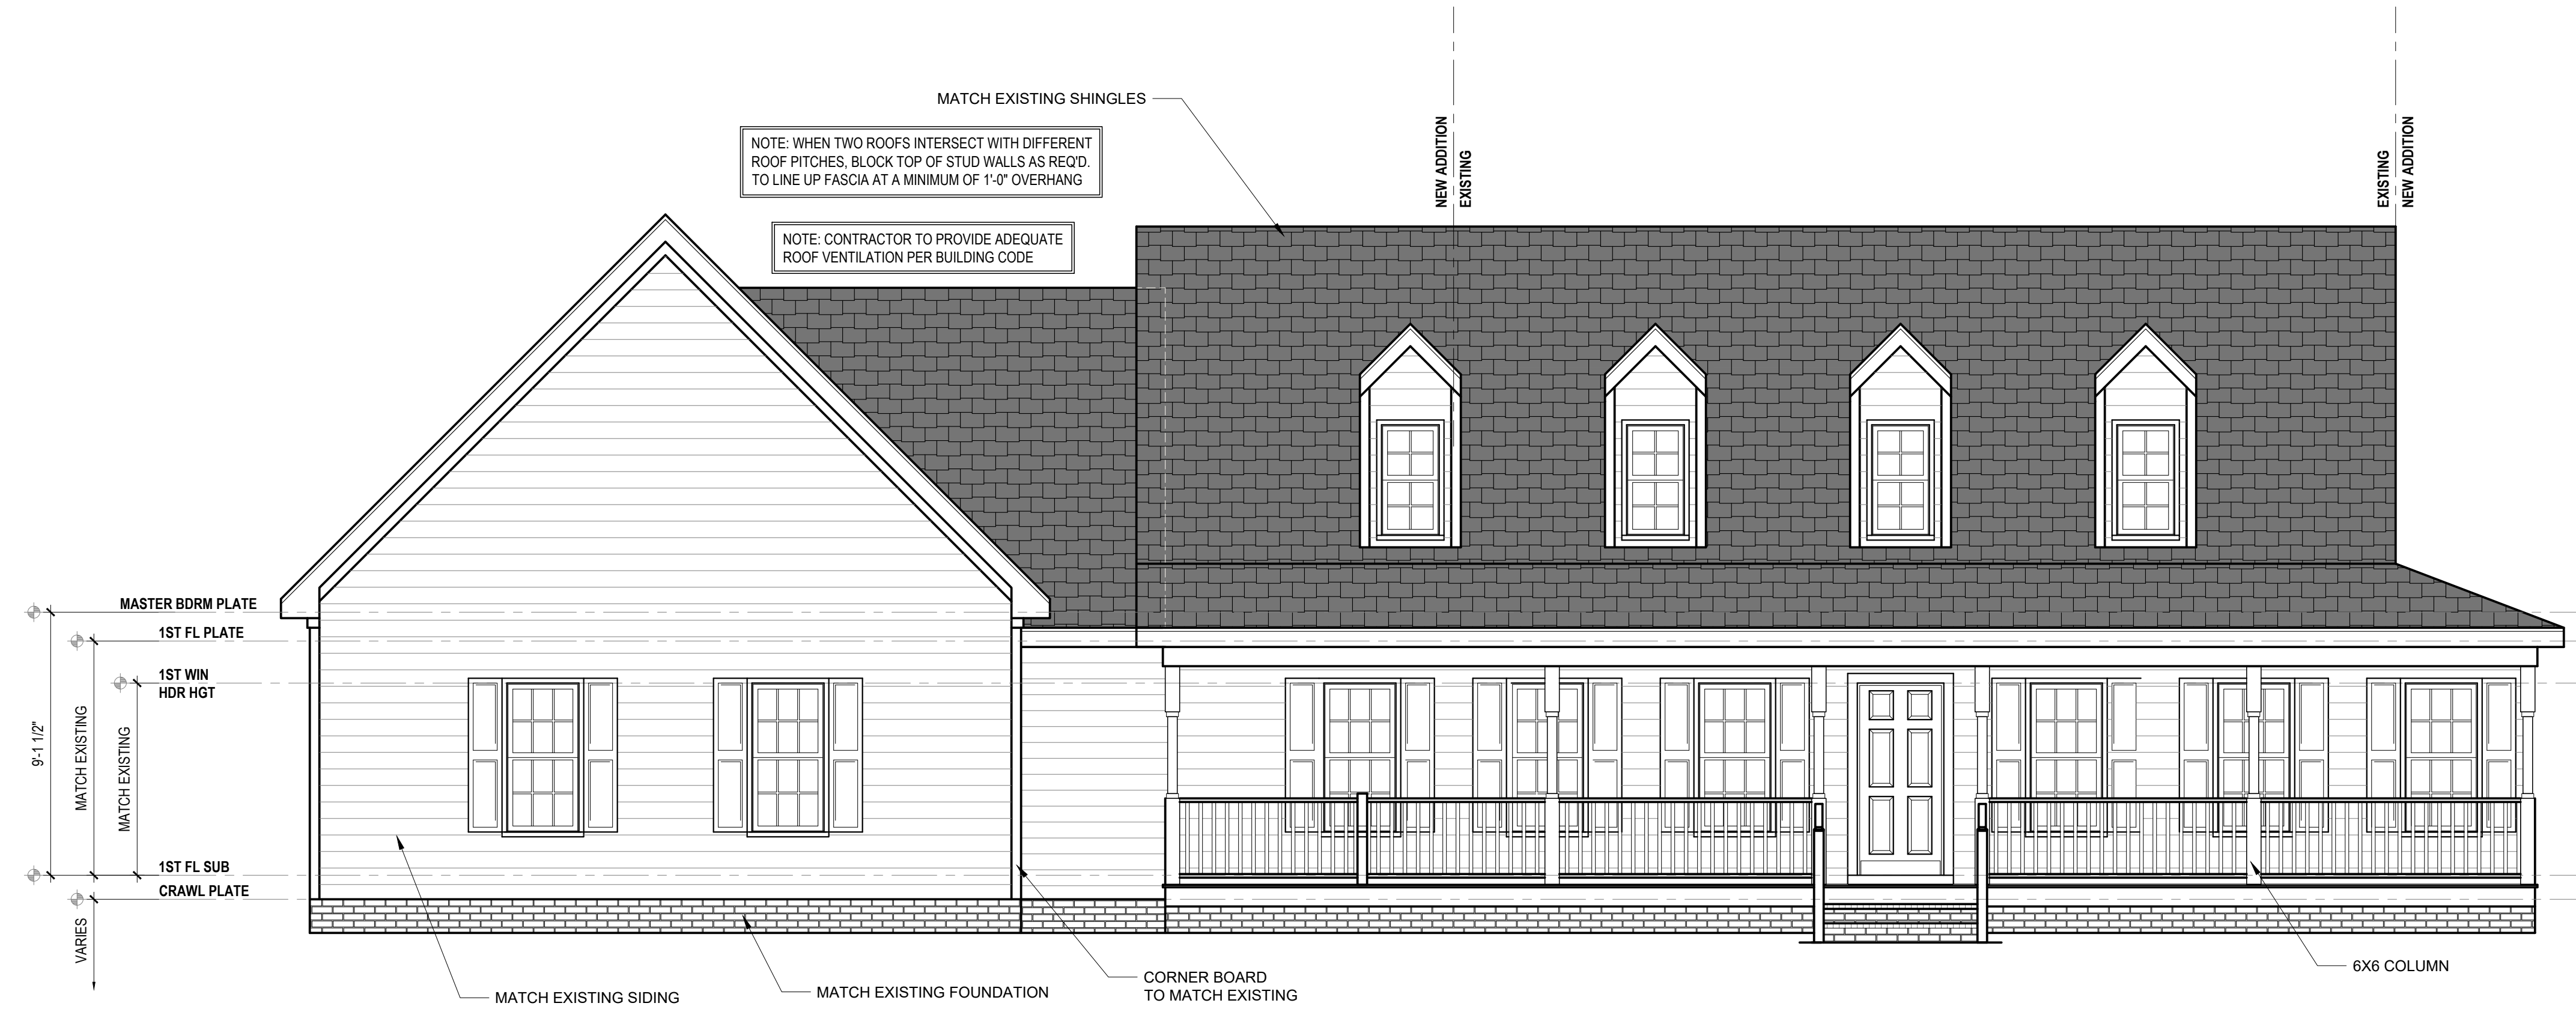 MATCH EXISTING SHINGLES
NOTE: WHEN TWO ROOFS INTERSECT WITH DIFFERENT
ROOF PITCHES, BLOCK TOP OF STUD WALLS AS REQ'D.
TO LINE UP FASCIA AT A MINIMUM OF 1'-0" OVERHANG
NOTE: CONTRACTOR TO PROVIDE ADEQUATE
ROOF VENTILATION PER BUILDING CODE
NEW ADDITION
EXISTING
EXISTING
NEW ADDITION
MASTER BDRM PLATE
1ST FL PLATE
1ST WIN
HDR HGT
9'-1 1/2"
MATCH EXISTING
MATCH EXISTING
1ST FL SUB
CRAWL PLATE
VARIES
MATCH EXISTING SIDING
MATCH EXISTING FOUNDATION
CORNER BOARD
TO MATCH EXISTING
6X6 COLUMN